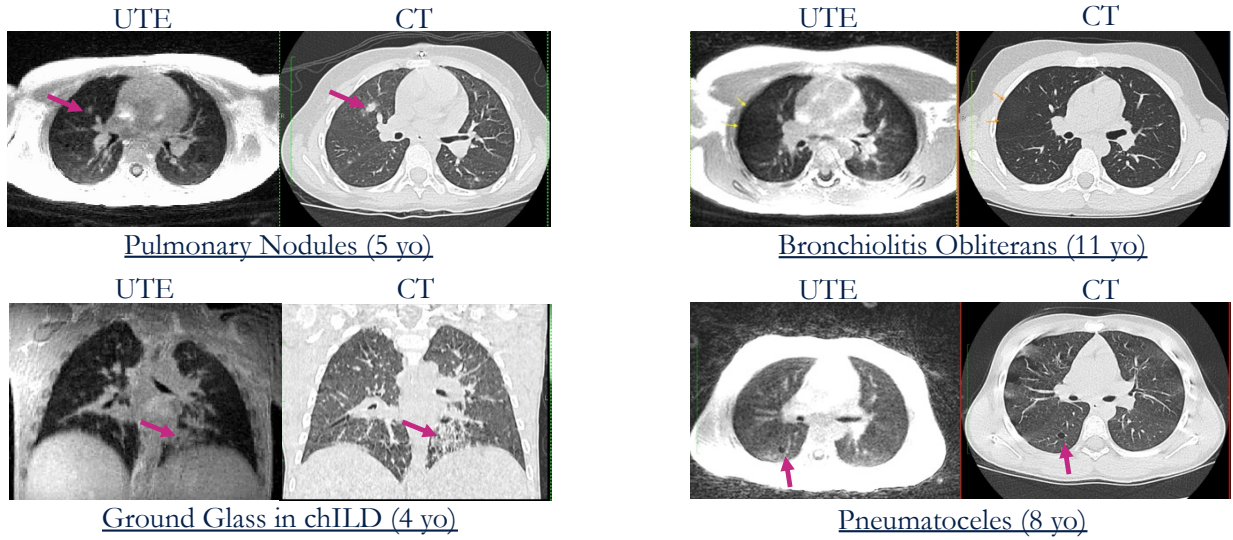 UTE CT UTE CT
Pulmonary Nodules (5 yo) Bronchiolitis Obliterans (11 yo)
UTE CT UTE CT
Ground Glass in chILD (4 yo) Pneumatoceles (8 yo)